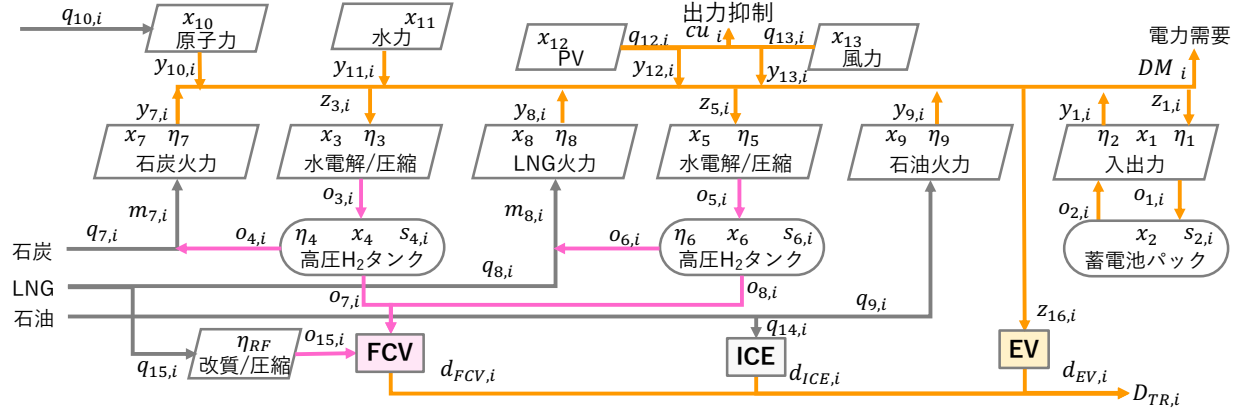 q₁₀,ᵢ
x₁₀
原子力
x₁₁
水力
出力抑制
cu ᵢ
x₁₂
PV
q₁₂,ᵢ
q₁₃,ᵢ
x₁₃
風力
電力需要
DM ᵢ
y₁₀,ᵢ
y₁₁,ᵢ
y₁₂,ᵢ
y₁₃,ᵢ
y₇,ᵢ
z₃,ᵢ
y₈,ᵢ
z₅,ᵢ
y₉,ᵢ
y₁,ᵢ
z₁,ᵢ
x₇ η₇
石炭火力
x₃ η₃
水電解/圧縮
x₈ η₈
LNG火力
x₅ η₅
水電解/圧縮
x₉ η₉
石油火力
η₂ x₁ η₁
入出力
m₇,ᵢ
o₃,ᵢ
m₈,ᵢ
o₅,ᵢ
o₂,ᵢ
o₁,ᵢ
石炭
q₇,ᵢ
o₄,ᵢ
η₄ x₄ s₄,ᵢ
高圧H₂タンク
o₆,ᵢ
η₆ x₆ s₆,ᵢ
高圧H₂タンク
x₂ s₂,ᵢ
蓄電池パック
LNG
q₈,ᵢ
o₇,ᵢ
o₈,ᵢ
石油
q₉,ᵢ
q₁₅,ᵢ
η_RF
改質/圧縮
o₁₅,ᵢ
FCV
q₁₄,ᵢ
ICE
z₁₆,ᵢ
EV
d_FCV,ᵢ
d_ICE,ᵢ
d_EV,ᵢ
D_TR,ᵢ